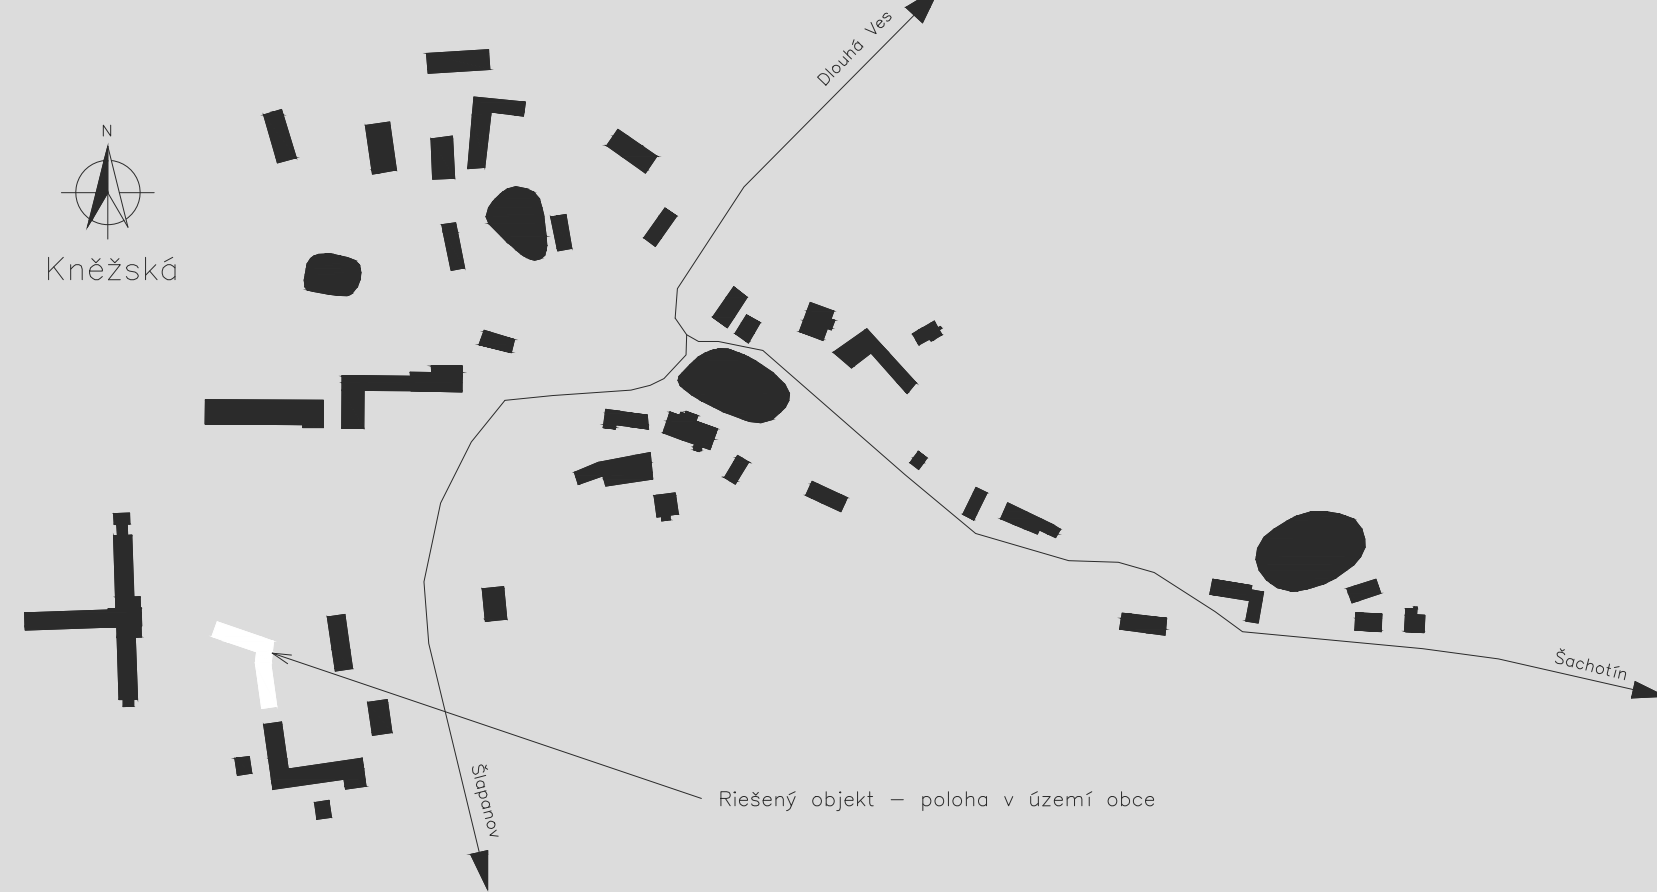 Dlouhá Ves
N
Kněžská
Šachotín
Šlapanov
Riešený objekt – poloha v území obce